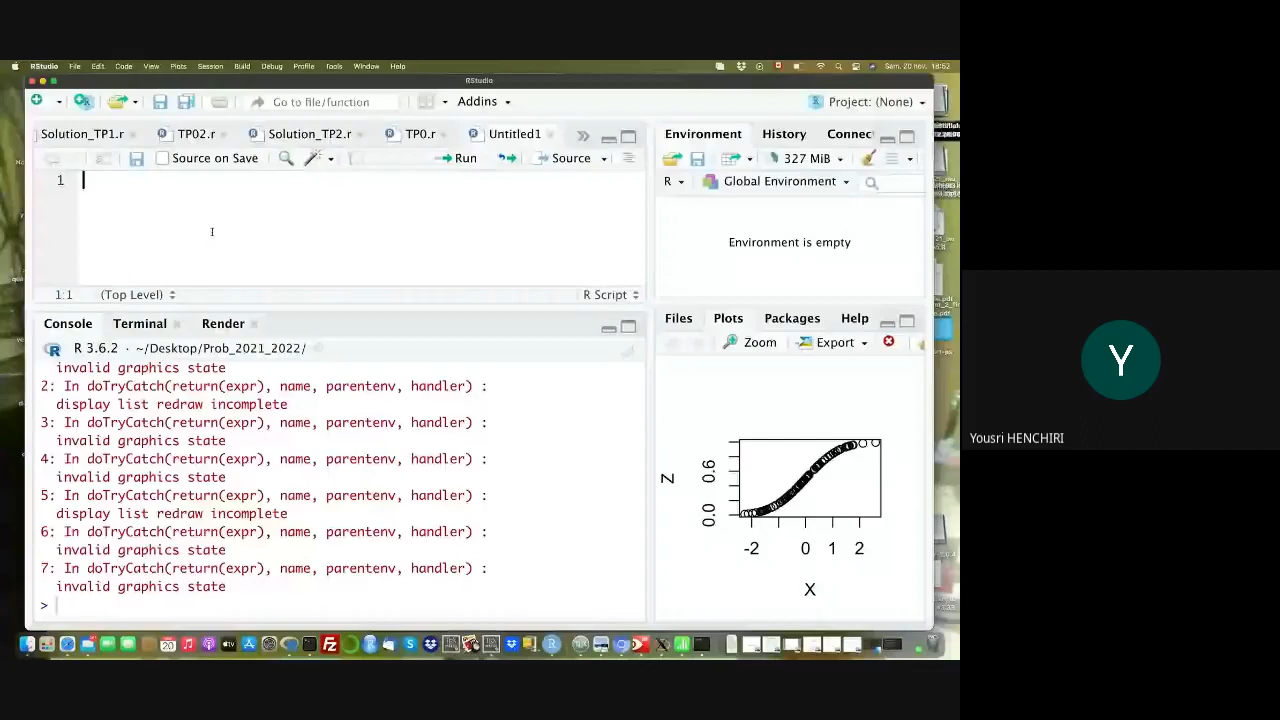 RStudio File Edit Code View Plots Session Build Debug Profile Tools Window Help Sam. 20 nov. 18:52
RStudio
Go to file/function Addins Project: (None)
Solution_TP1.r TP02.r Solution_TP2.r TP0.r Untitled1
Source on Save Run Source
1
1:1 (Top Level) R Script
Environment History Connec
327 MiB
R Global Environment
Environment is empty
Console Terminal Render
R 3.6.2 · ~/Desktop/Prob_2021_2022/
invalid graphics state
2: In doTryCatch(return(expr), name, parentenv, handler) :
display list redraw incomplete
3: In doTryCatch(return(expr), name, parentenv, handler) :
invalid graphics state
4: In doTryCatch(return(expr), name, parentenv, handler) :
invalid graphics state
5: In doTryCatch(return(expr), name, parentenv, handler) :
display list redraw incomplete
6: In doTryCatch(return(expr), name, parentenv, handler) :
invalid graphics state
7: In doTryCatch(return(expr), name, parentenv, handler) :
invalid graphics state
>
Files Plots Packages Help
Zoom Export
Z
0.6
0.0
-2 0 1 2
X
Y
Yousri HENCHIRI